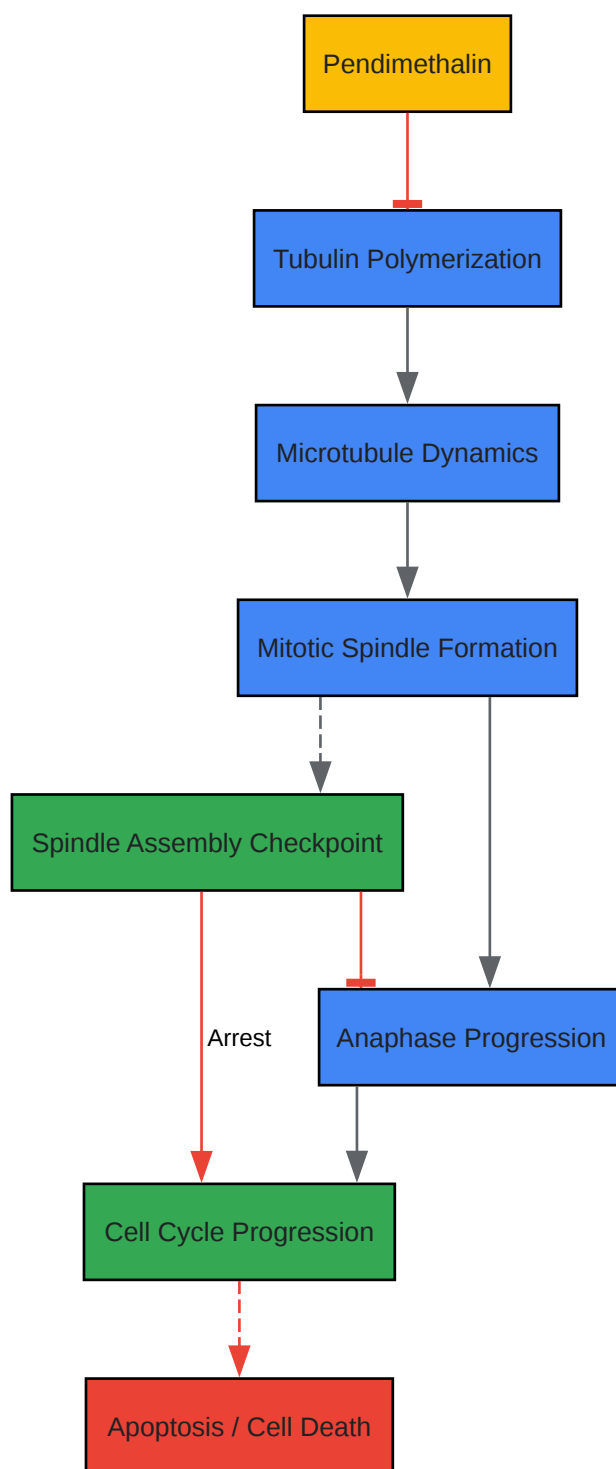 Pendimethalin
Tubulin Polymerization
Microtubule Dynamics
Mitotic Spindle Formation
Spindle Assembly Checkpoint
Anaphase Progression
Arrest
Cell Cycle Progression
Apoptosis / Cell Death